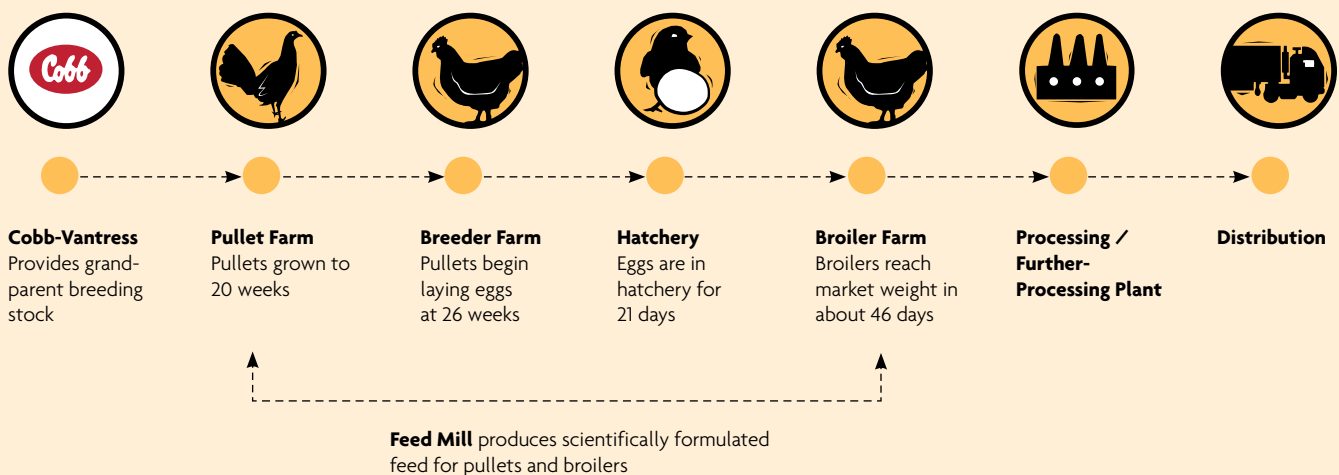 Cobb
Cobb-Vantress
Provides grand-
parent breeding
stock
Pullet Farm
Pullets grown to
20 weeks
Breeder Farm
Pullets begin
laying eggs
at 26 weeks
Hatchery
Eggs are in
hatchery for
21 days
Broiler Farm
Broilers reach
market weight in
about 46 days
Processing /
Further-
Processing Plant
Distribution
Feed Mill produces scientifically formulated
feed for pullets and broilers